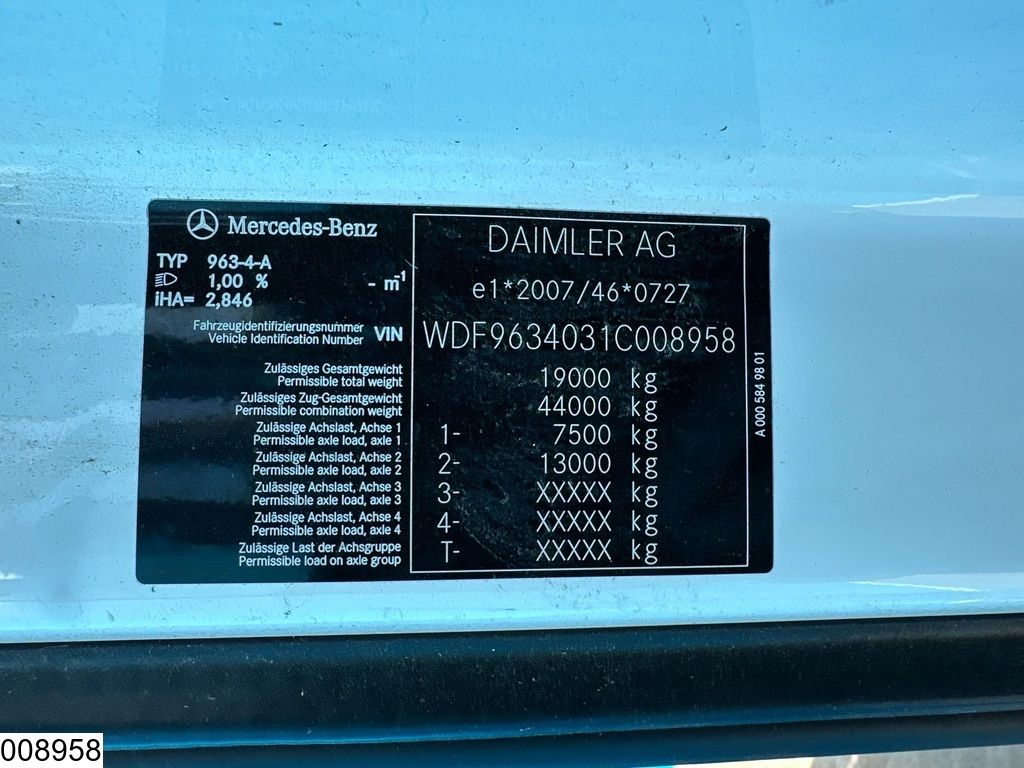 Mercedes-Benz
TYP 963-4-A
1,00 % - m⁻¹
iHA= 2,846
DAIMLER AG
e1*2007/46*0727
Fahrzeugidentifizierungsnummer
Vehicle Identification Number VIN WDF9634031C008958
Zulässiges Gesamtgewicht
Permissible total weight 19000 kg
Zulässiges Zug-Gesamtgewicht
Permissible combination weight 44000 kg
Zulässige Achslast, Achse 1
Permissible axle load, axle 1 1- 7500 kg
Zulässige Achslast, Achse 2
Permissible axle load, axle 2 2- 13000 kg
Zulässige Achslast, Achse 3
Permissible axle load, axle 3 3- XXXXX kg
Zulässige Achslast, Achse 4
Permissible axle load, axle 4 4- XXXXX kg
Zulässige Last der Achsgruppe
Permissible load on axle group T- XXXXX kg
A 000 584 98 01
008958